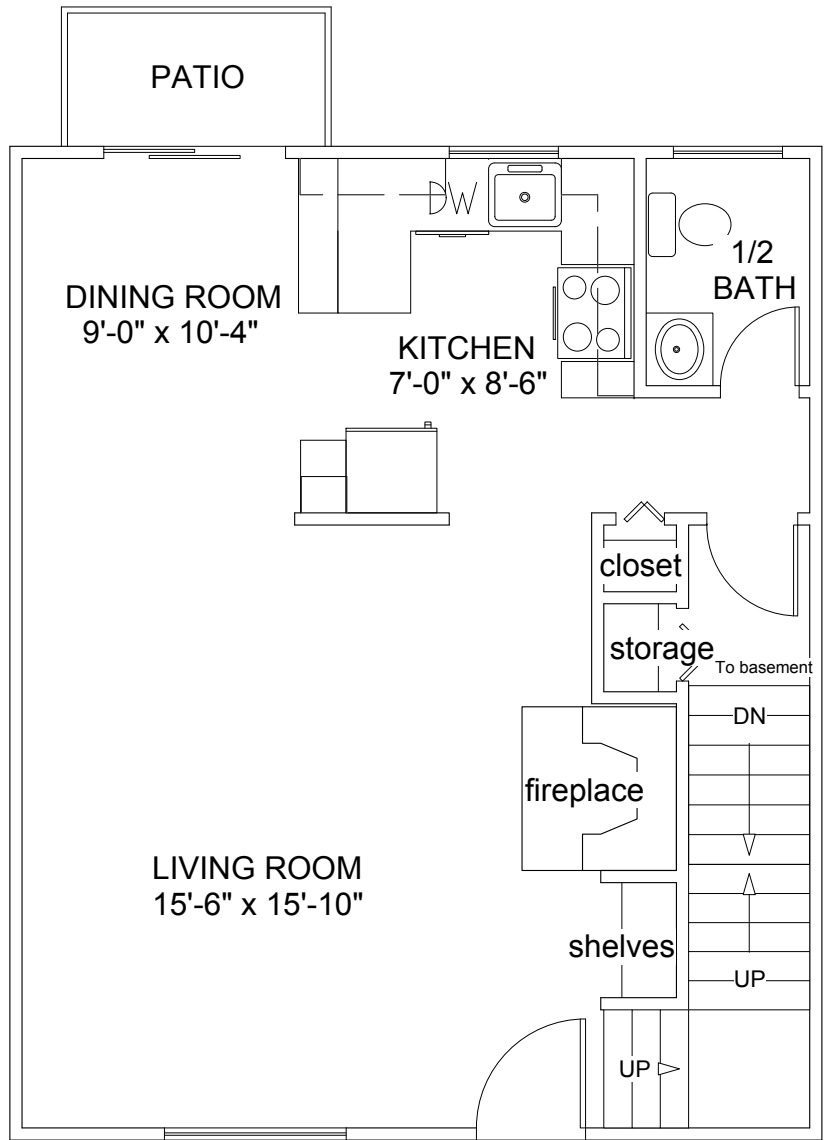 PATIO
W
1/2
BATH
DINING ROOM
9'-0" x 10'-4"
KITCHEN
7'-0" x 8'-6"
closet
storage
To basement
DN
fireplace
LIVING ROOM
15'-6" x 15'-10"
shelves
UP
UP